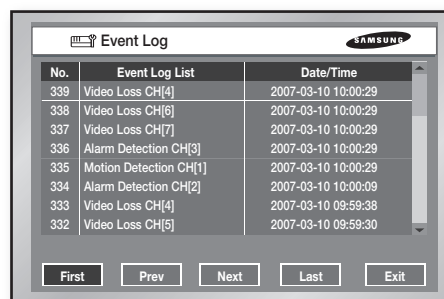 Event Log
SAMSUNG
No. Event Log List Date/Time
339 Video Loss CH[4] 2007-03-10 10:00:29
338 Video Loss CH[6] 2007-03-10 10:00:29
337 Video Loss CH[7] 2007-03-10 10:00:29
336 Alarm Detection CH[3] 2007-03-10 10:00:29
335 Motion Detection CH[1] 2007-03-10 10:00:29
334 Alarm Detection CH[2] 2007-03-10 10:00:09
333 Video Loss CH[4] 2007-03-10 09:59:38
332 Video Loss CH[5] 2007-03-10 09:59:30
First Prev Next Last Exit